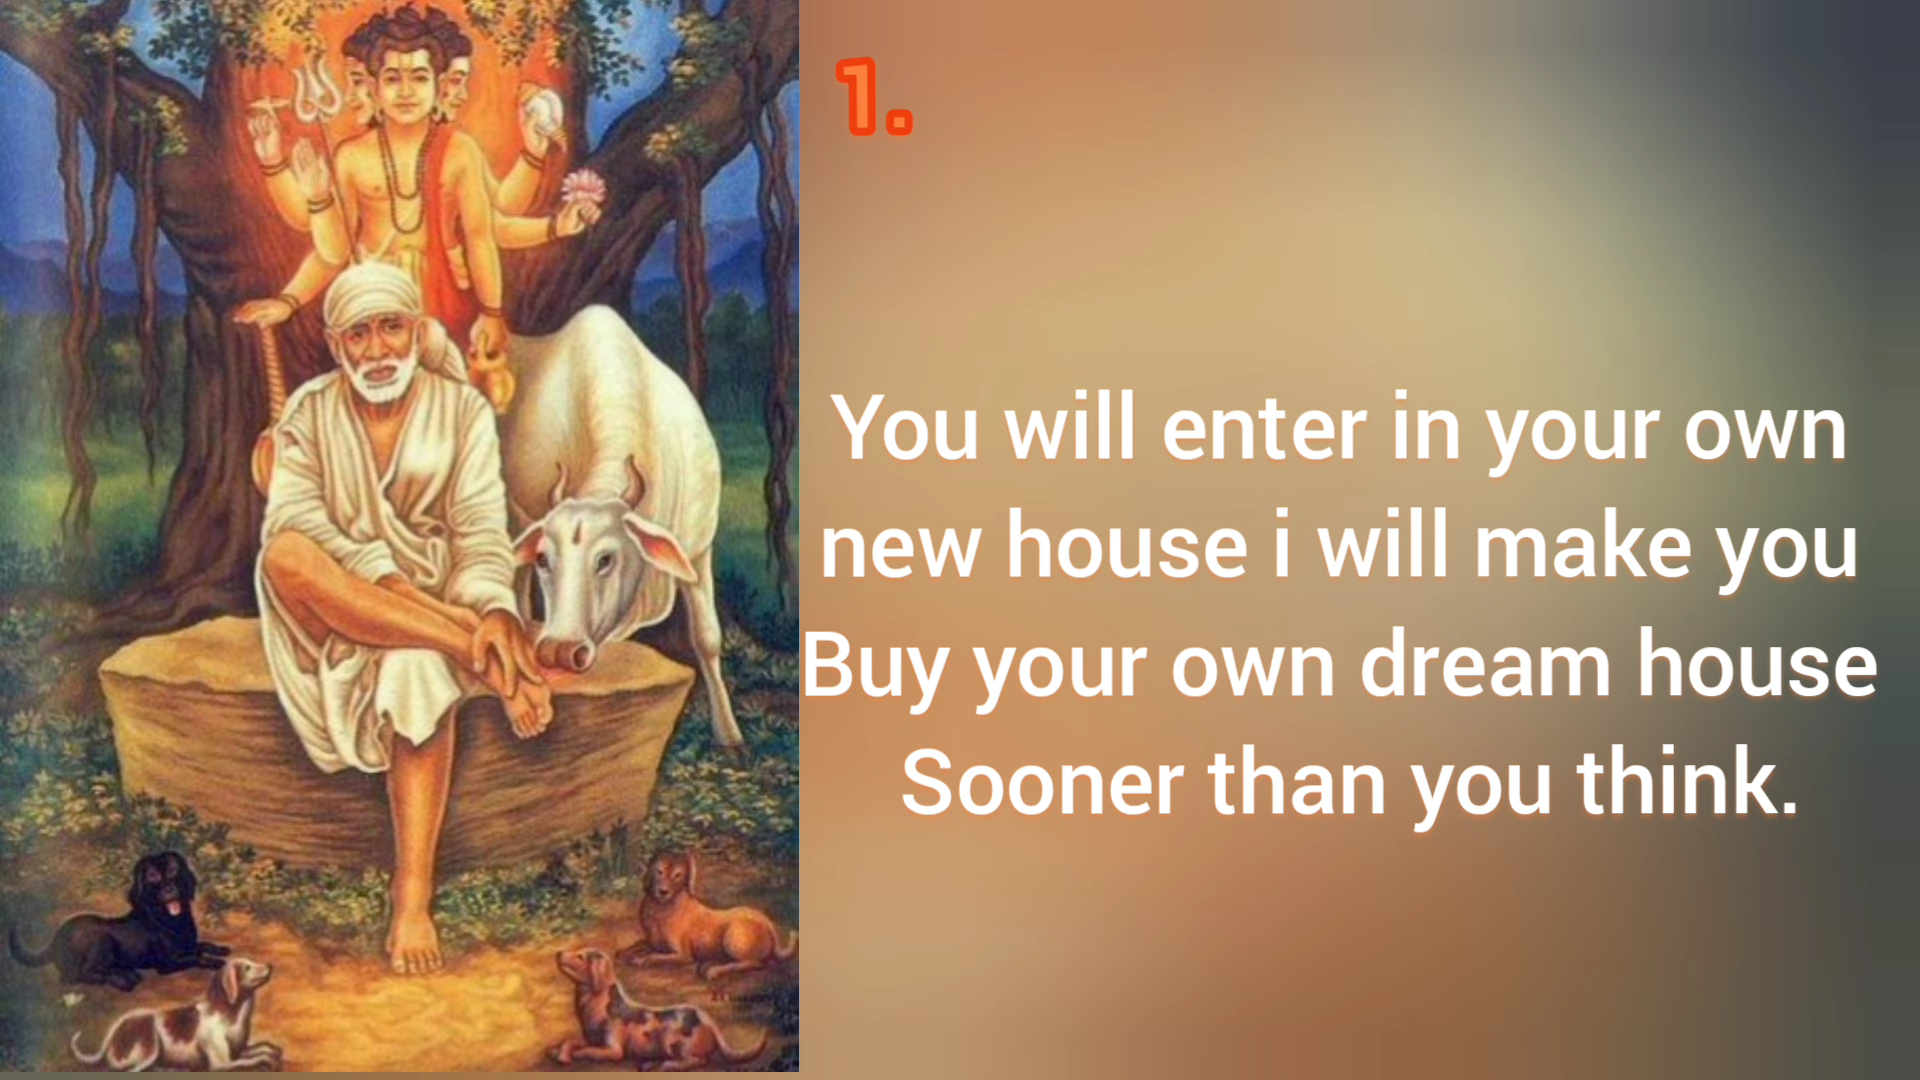 1.
You will enter in your own
new house i will make you
Buy your own dream house
Sooner than you think.